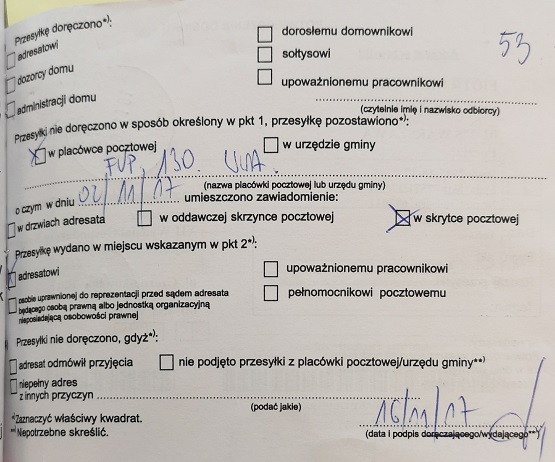 Przesyłkę doręczono*):
adresatowi
dorosłemu domownikowi
53
dozorcy domu
sołtysowi
administracji domu
upoważnionemu pracownikowi
(czytelnie imię i nazwisko odbiorcy)
Przesyłki nie doręczono w sposób określony w pkt 1, przesyłkę pozostawiono*):
w placówce pocztowej
w urzędzie gminy
130
(nazwa placówki pocztowej lub urzędu gminy)
o czym w dniu 02/11/17 umieszczono zawiadomienie:
w drzwiach adresata
w oddawczej skrzynce pocztowej
w skrytce pocztowej
Przesyłkę wydano w miejscu wskazanym w pkt 2*):
adresatowi
upoważnionemu pracownikowi
osobie uprawnionej do reprezentacji przed sądem adresata
będącego osobą prawną albo jednostką organizacyjną
nieposiadającą osobowości prawnej
pełnomocnikowi pocztowemu
Przesyłki nie doręczono, gdyż*):
adresat odmówił przyjęcia
nie podjęto przesyłki z placówki pocztowej/urzędu gminy**)
niepełny adres
z innych przyczyn
(podać jakie)
16/11/17
*) Zaznaczyć właściwy kwadrat.
**) Niepotrzebne skreślić.
(data i podpis doręczającego/wydającego**)